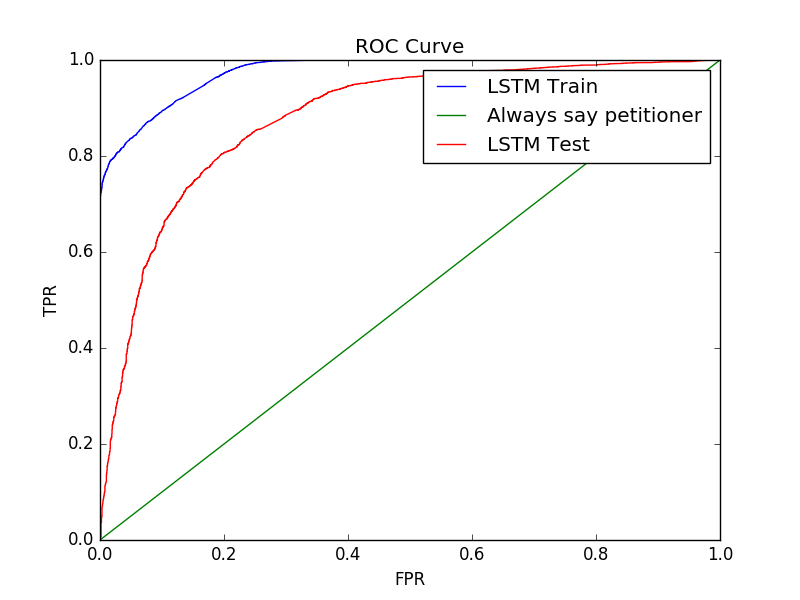 ROC Curve
1.0
0.8
0.6
0.4
0.2
0.0
TPR
LSTM Train
Always say petitioner
LSTM Test
0.0 0.2 0.4 0.6 0.8 1.0
FPR